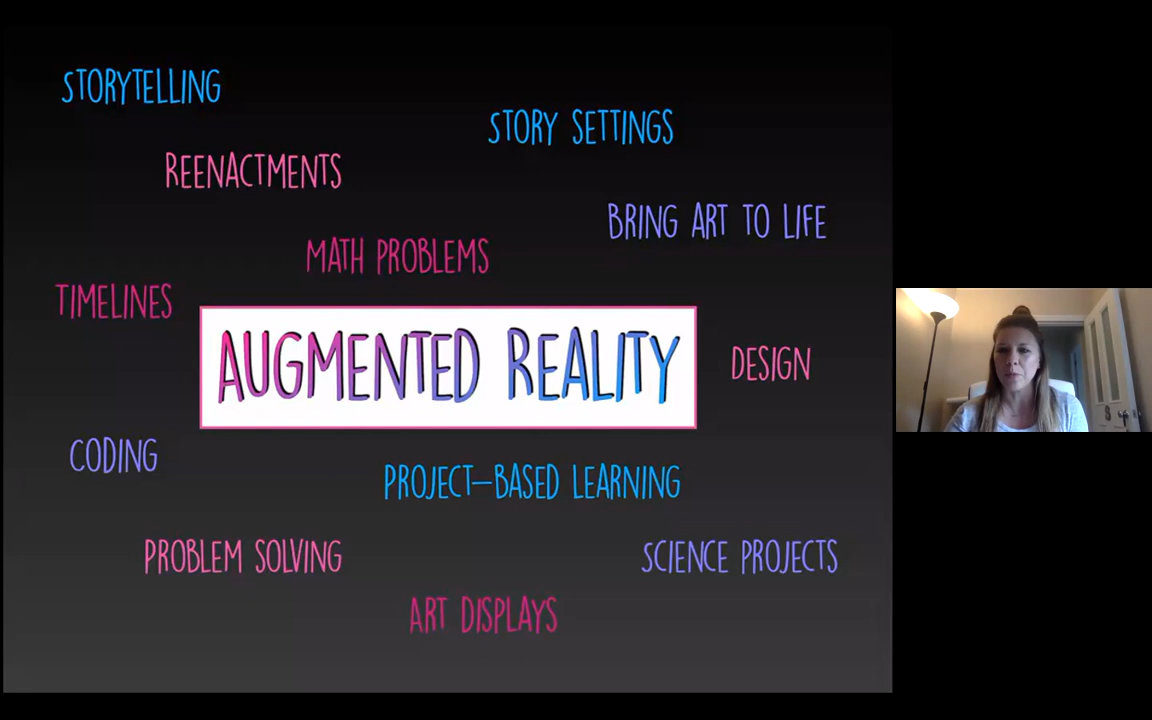 STORYTELLING
STORY SETTINGS
REENACTMENTS
BRING ART TO LIFE
MATH PROBLEMS
TIMELINES
AUGMENTED REALITY
DESIGN
CODING
PROJECT-BASED LEARNING
PROBLEM SOLVING
SCIENCE PROJECTS
ART DISPLAYS